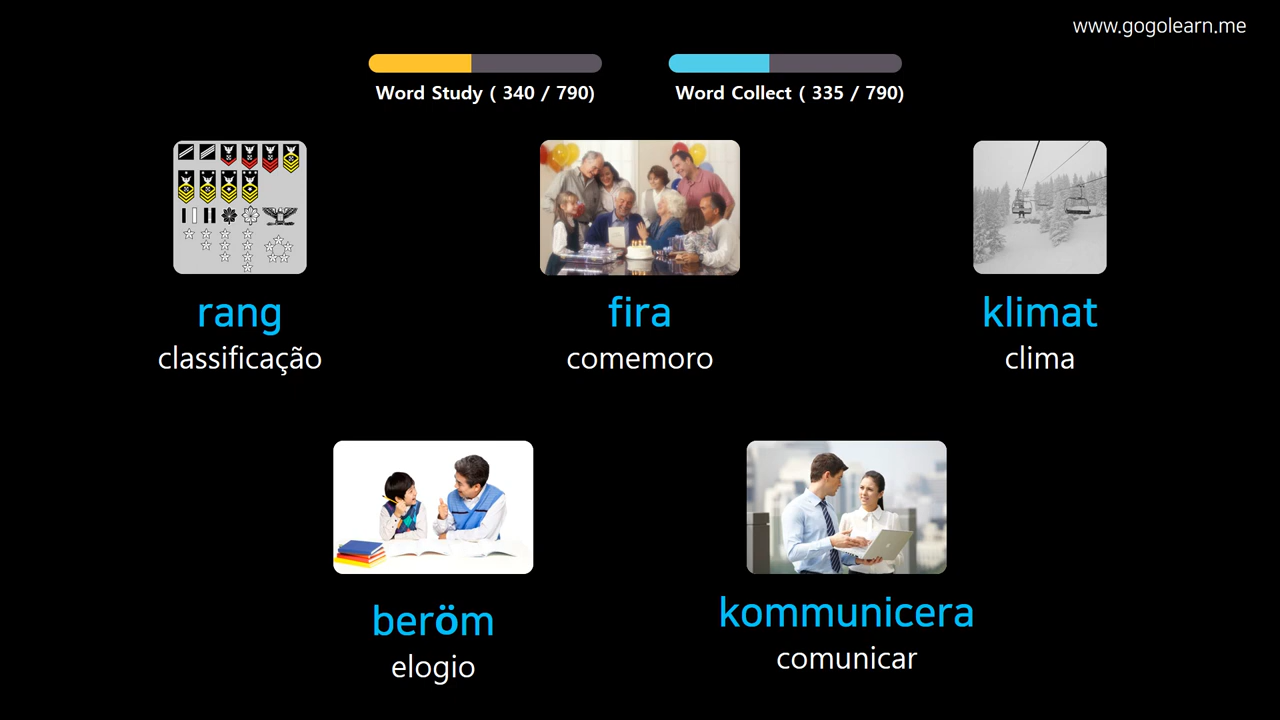 www.gogolearn.me
Word Study ( 340 / 790)
Word Collect ( 335 / 790)
rang
classificação
fira
comemoro
klimat
clima
beröm
elogio
kommunicera
comunicar